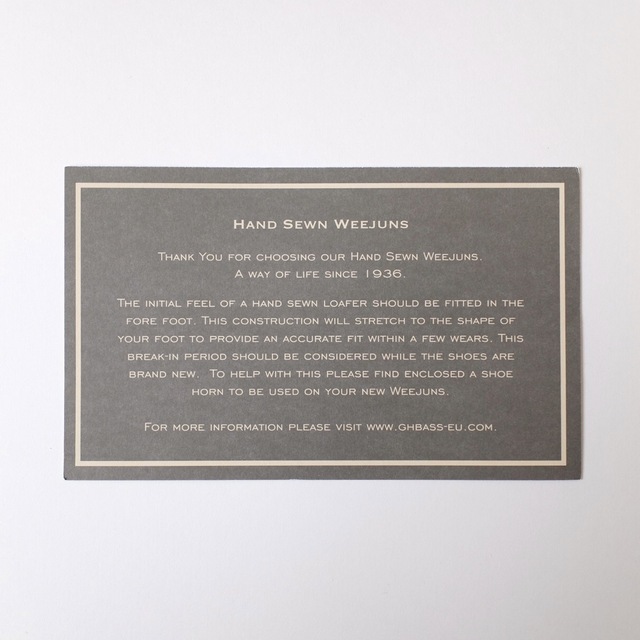 Hand Sewn Weejuns
Thank You for choosing our Hand Sewn Weejuns.
A way of life since 1936.
The initial feel of a hand sewn loafer should be fitted in the
fore foot. This construction will stretch to the shape of
your foot to provide an accurate fit within a few wears. This
break-in period should be considered while the shoes are
brand new. To help with this please find enclosed a shoe
horn to be used on your new Weejuns.
For more information please visit www.ghbass-eu.com.